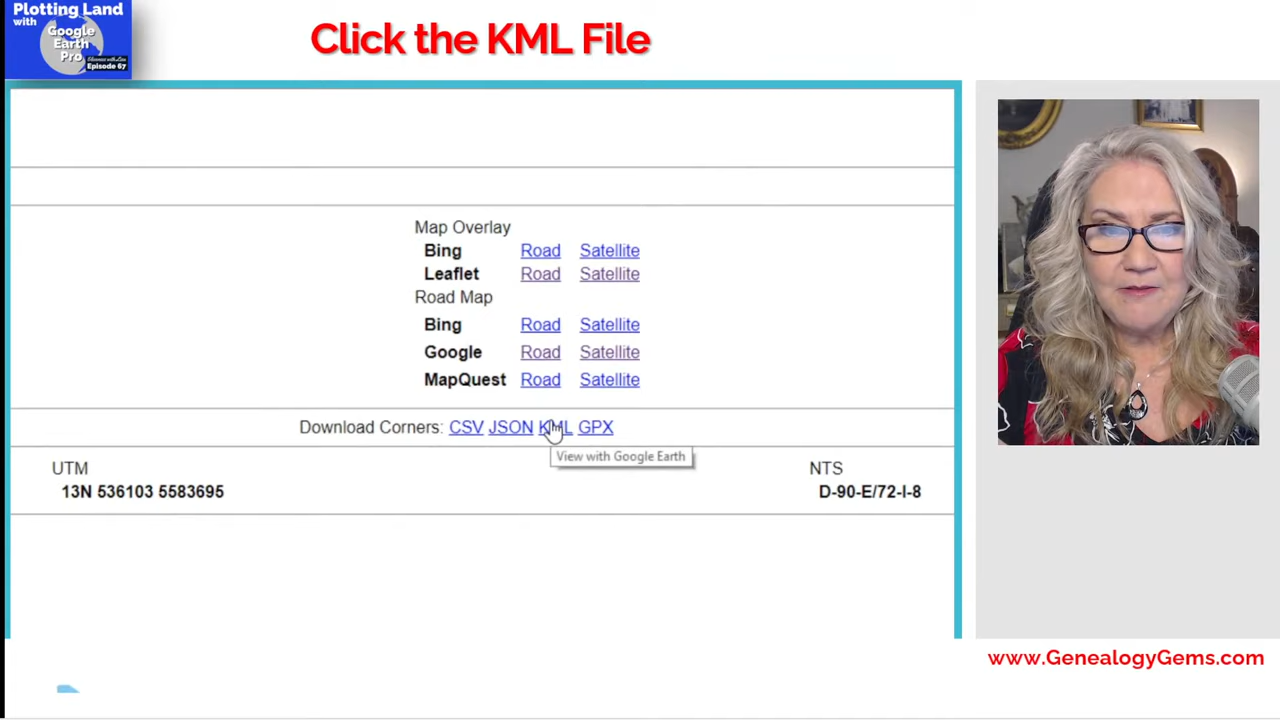 Plotting Land
with
Google
Earth
Pro
Episode 67
Click the KML File
Map Overlay
Bing Road Satellite
Leaflet Road Satellite
Road Map
Bing Road Satellite
Google Road Satellite
MapQuest Road Satellite
Download Corners: CSV JSON KML GPX
View with Google Earth
UTM
13N 536103 5583695
NTS
D-90-E/72-I-8
www.GenealogyGems.com